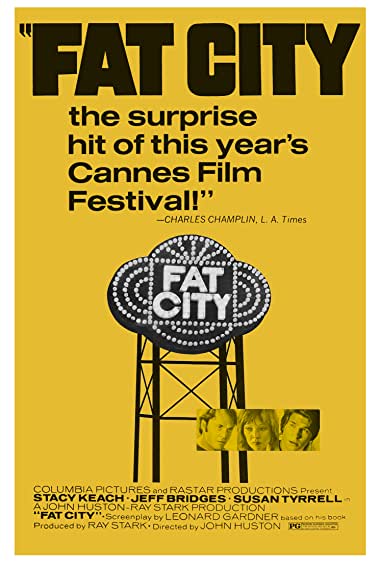 "FAT CITY
the surprise
hit of this year's
Cannes Film
Festival!"
—CHARLES CHAMPLIN, L. A. Times
FAT
CITY
COLUMBIA PICTURES and RASTAR PRODUCTIONS Present
STACY KEACH · JEFF BRIDGES · SUSAN TYRRELL in
A JOHN HUSTON-RAY STARK PRODUCTION
"FAT CITY" · Screenplay by LEONARD GARDNER based on his book
Produced by RAY STARK · Directed by JOHN HUSTON PG